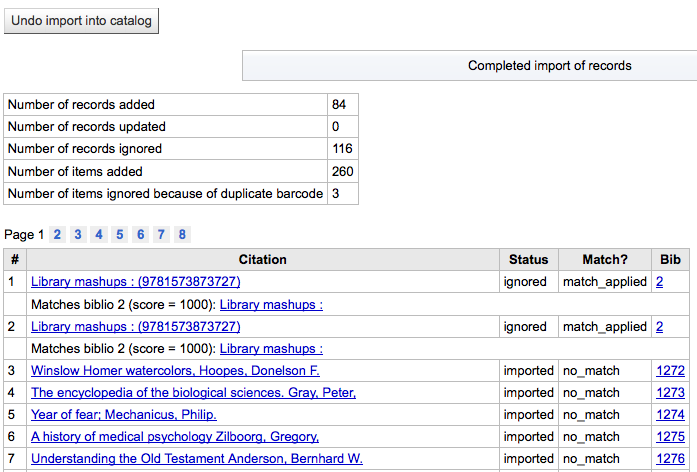 Undo import into catalog
Completed import of records
Number of records added 84
Number of records updated 0
Number of records ignored 116
Number of items added 260
Number of items ignored because of duplicate barcode 3
Page 1 2 3 4 5 6 7 8
# Citation Status Match? Bib
1 Library mashups : (9781573873727) ignored match_applied 2
Matches biblio 2 (score = 1000): Library mashups :
2 Library mashups : (9781573873727) ignored match_applied 2
Matches biblio 2 (score = 1000): Library mashups :
3 Winslow Homer watercolors, Hoopes, Donelson F. imported no_match 1272
4 The encyclopedia of the biological sciences. Gray, Peter, imported no_match 1273
5 Year of fear; Mechanicus, Philip. imported no_match 1274
6 A history of medical psychology Zilboorg, Gregory, imported no_match 1275
7 Understanding the Old Testament Anderson, Bernhard W. imported no_match 1276